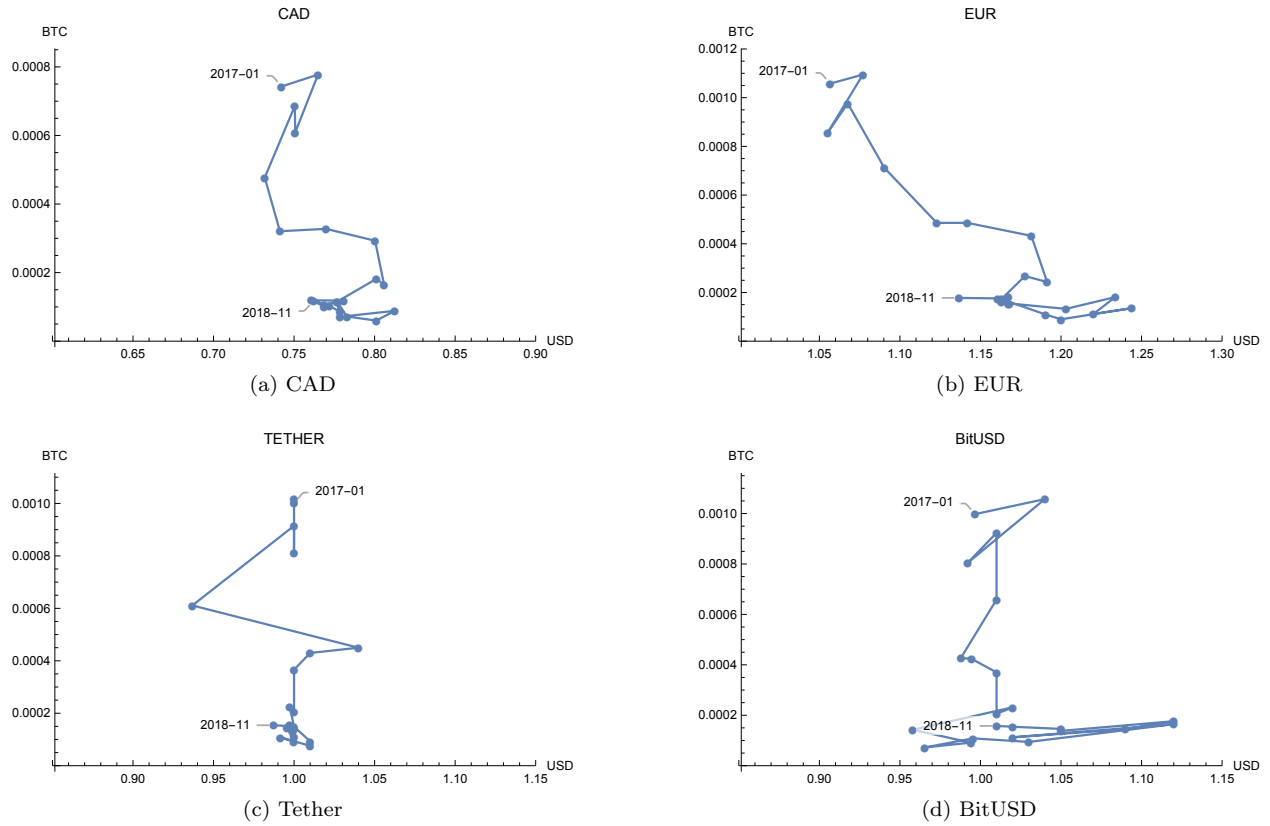 CAD
BTC
0.0008
0.0006
0.0004
0.0002
2017-01
2018-11
0.65 0.70 0.75 0.80 0.85 0.90
USD
(a) CAD
EUR
BTC
0.0012
0.0010
0.0008
0.0006
0.0004
0.0002
2017-01
2018-11
1.05 1.10 1.15 1.20 1.25 1.30
USD
(b) EUR
TETHER
BTC
0.0010
0.0008
0.0006
0.0004
0.0002
2017-01
2018-11
0.90 0.95 1.00 1.05 1.10 1.15
USD
(c) Tether
BitUSD
BTC
0.0010
0.0008
0.0006
0.0004
0.0002
2017-01
2018-11
0.90 0.95 1.00 1.05 1.10 1.15
USD
(d) BitUSD